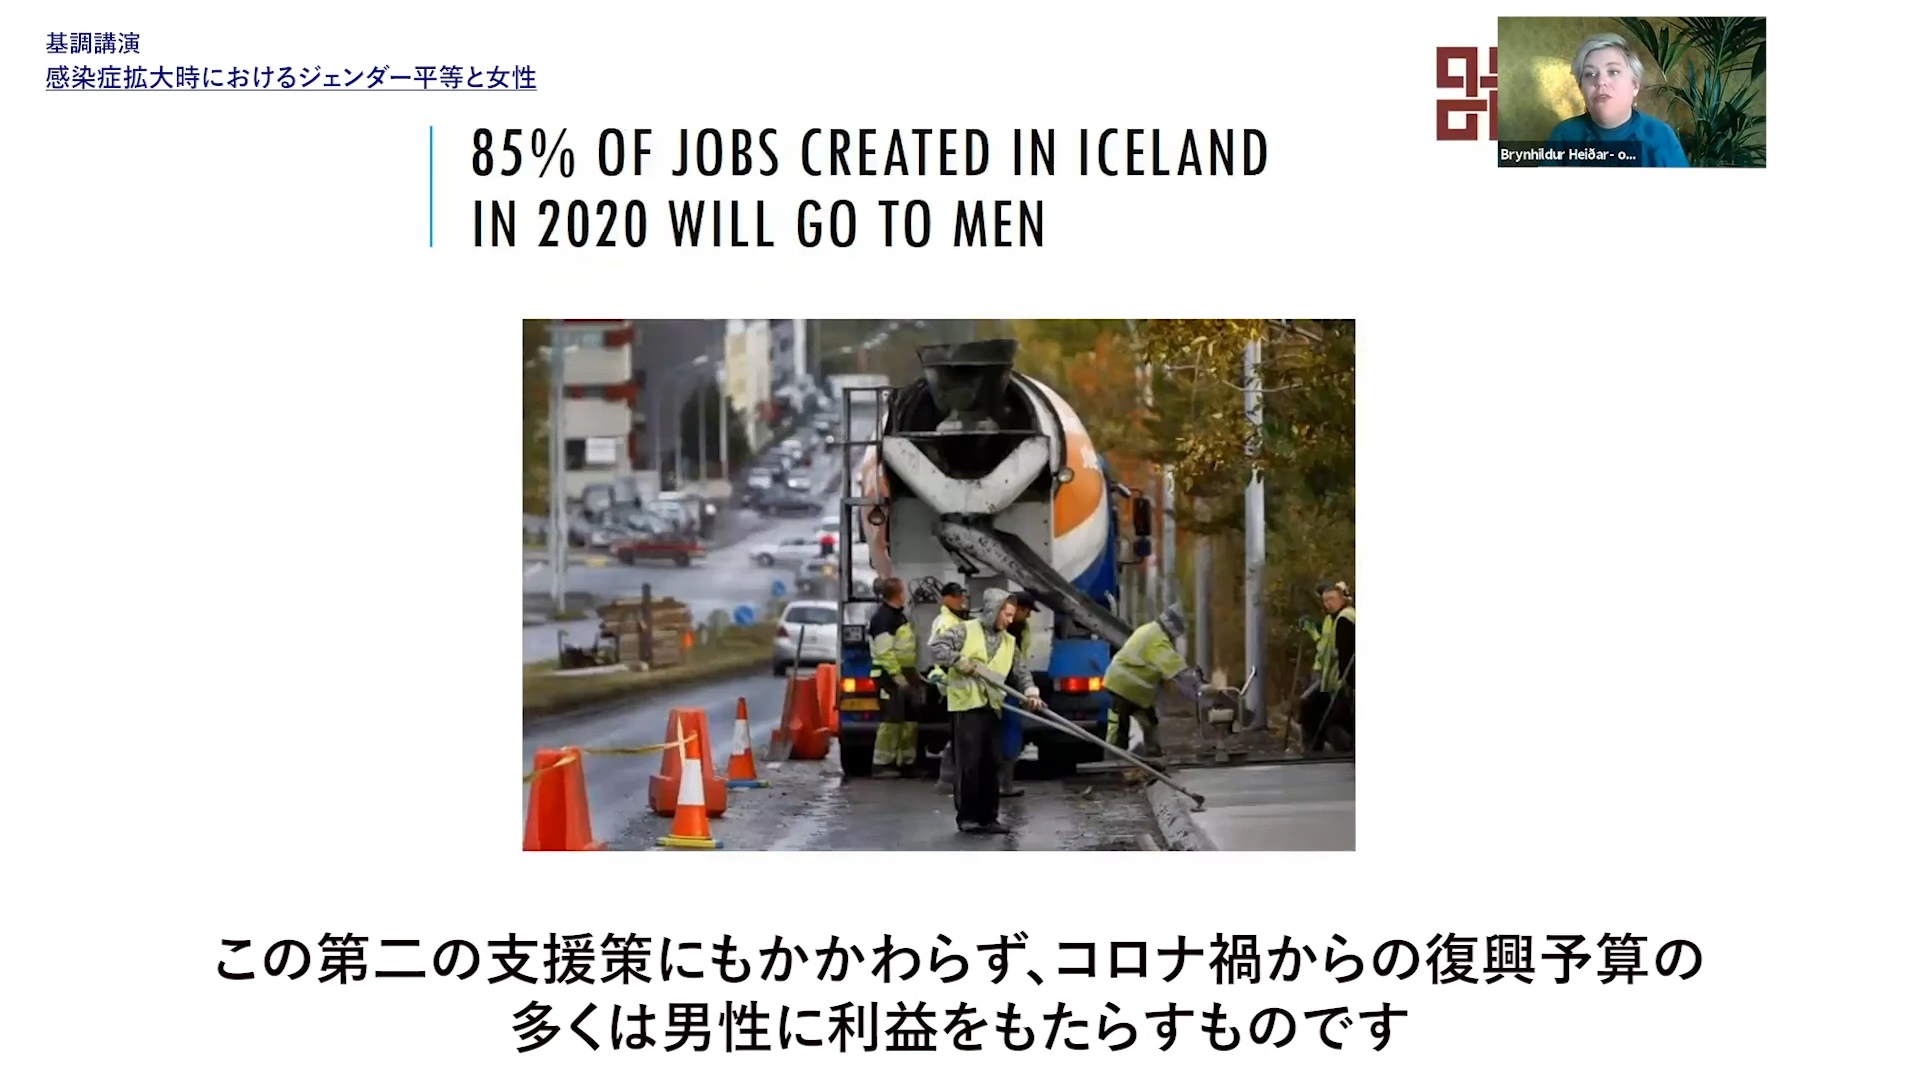 基調講演
感染症拡大時におけるジェンダー平等と女性
85% OF JOBS CREATED IN ICELAND
IN 2020 WILL GO TO MEN
Brynhildur Heiðar- o...
この第二の支援策にもかかわらず、コロナ禍からの復興予算の
多くは男性に利益をもたらすものです